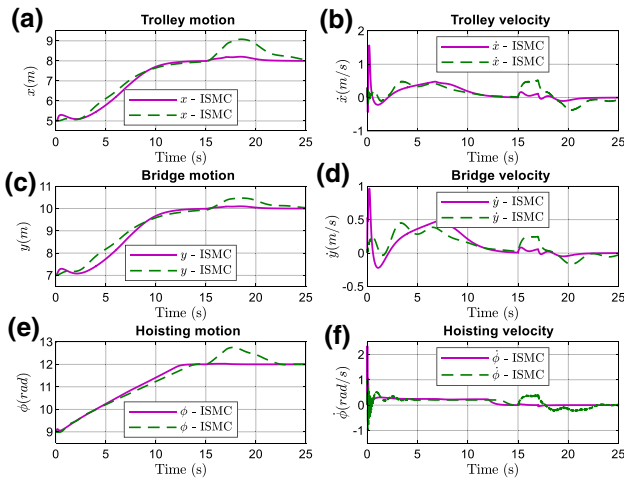 (a)
Trolley motion
9
8
7
6
5
4
x(m)
x - ISMC
x - ISMC
0 5 10 15 20 25
Time (s)
(b)
Trolley velocity
2
1
0
-1
ẋ(m/s)
ẋ - ISMC
ẋ - ISMC
0 5 10 15 20 25
Time (s)
(c)
Bridge motion
11
10
9
8
7
6
y(m)
y - ISMC
y - ISMC
0 5 10 15 20 25
Time (s)
(d)
Bridge velocity
1
0.5
0
-0.5
ẏ(m/s)
ẏ - ISMC
ẏ - ISMC
0 5 10 15 20 25
Time (s)
(e)
Hoisting motion
13
12
11
10
9
8
ϕ(rad)
ϕ - ISMC
ϕ - ISMC
0 5 10 15 20 25
Time (s)
(f)
Hoisting velocity
2
1
0
-1
ϕ̇(rad/s)
ϕ̇ - ISMC
ϕ̇ - ISMC
0 5 10 15 20 25
Time (s)